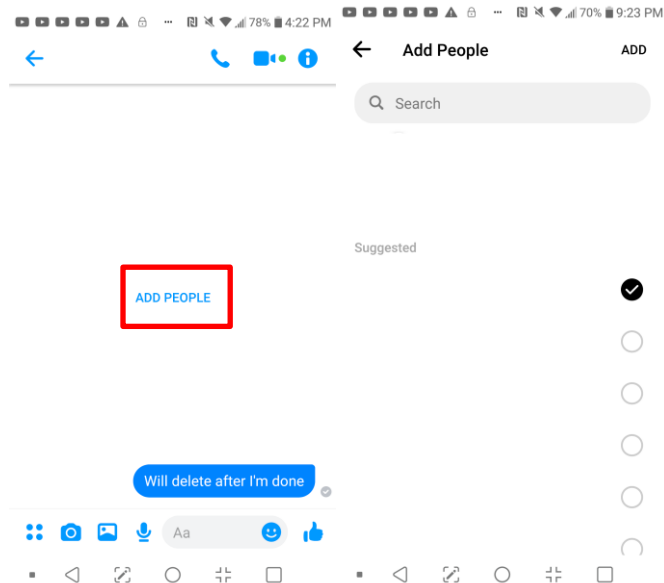 78% 4:22 PM
ADD PEOPLE
Will delete after I'm done
Aa
70% 9:23 PM
Add People
ADD
Search
Suggested